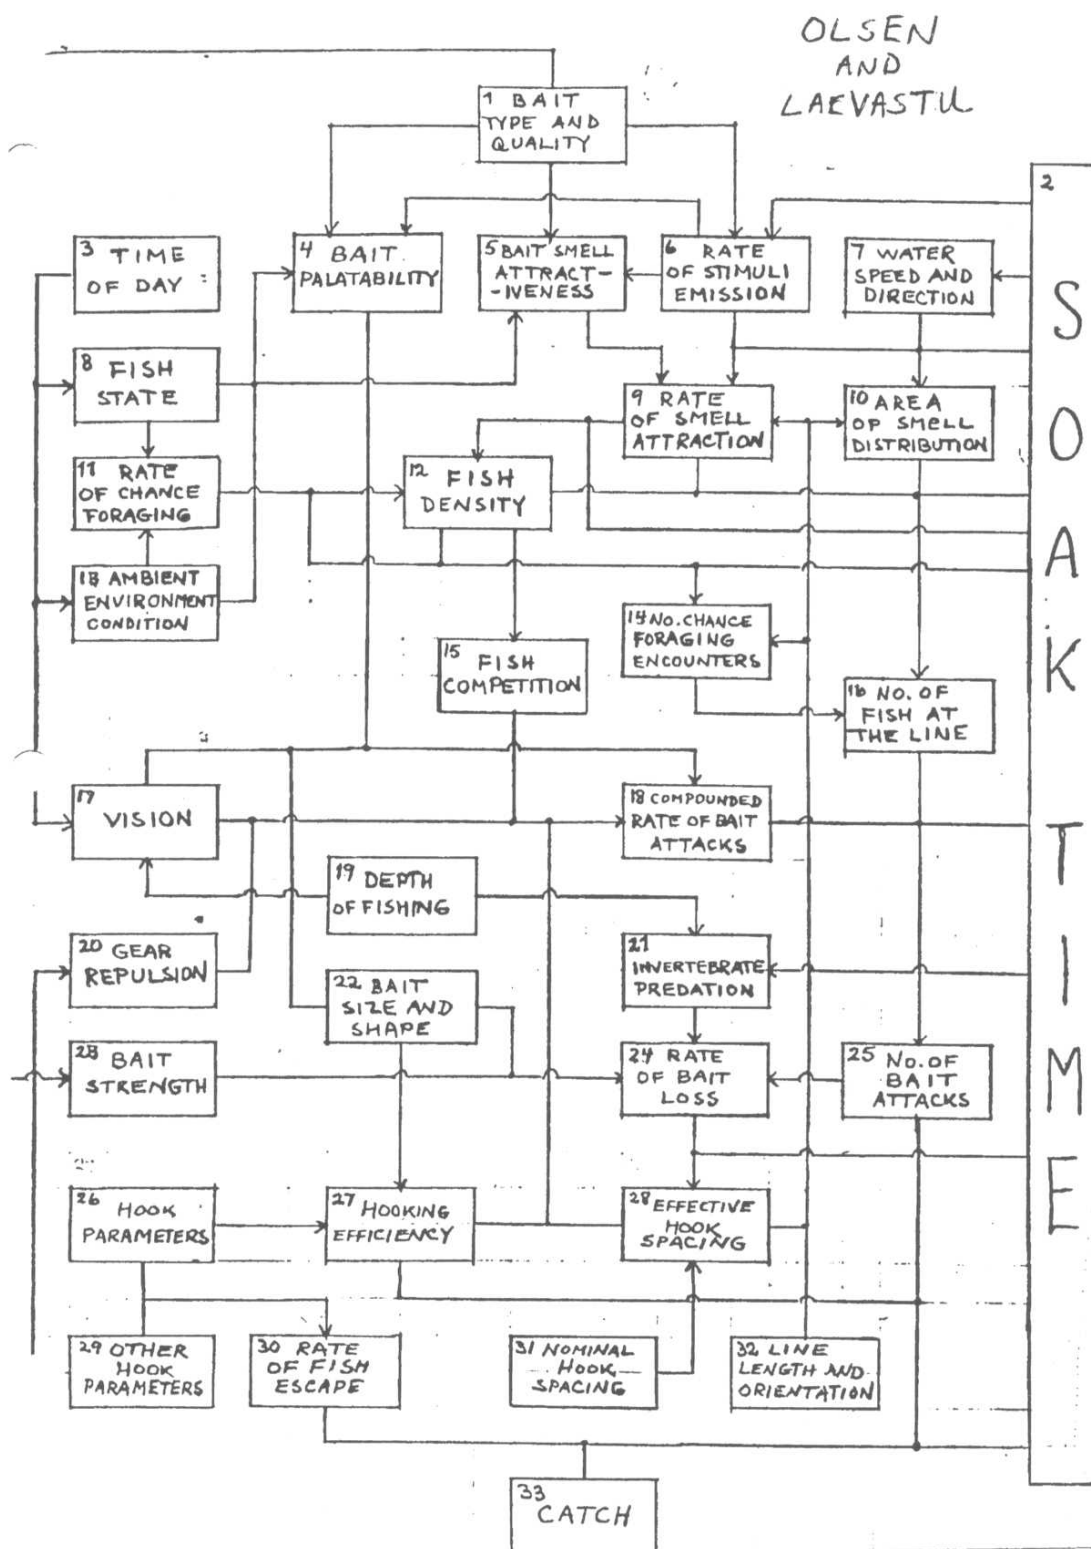 OLSEN
AND
LAEVASTU
1 BAIT
TYPE AND
QUALITY
2
SOAK TIME
3 TIME
OF DAY
4 BAIT
PALATABILITY
5 BAIT SMELL
ATTRACT-
-IVENESS
6 RATE
OF STIMULI
EMISSION
7 WATER
SPEED AND
DIRECTION
8 FISH
STATE
9 RATE
OF SMELL
ATTRACTION
10 AREA
OP SMELL
DISTRIBUTION
11 RATE
OF CHANCE
FORAGING
12 FISH
DENSITY
13 AMBIENT
ENVIRONMENT
CONDITION
14 NO. CHANCE
FORAGING
ENCOUNTERS
15 FISH
COMPETITION
16 NO. OF
FISH AT
THE LINE
17
VISION
18 COMPOUNDED
RATE OF BAIT
ATTACKS
19 DEPTH
OF FISHING
20 GEAR
REPULSION
21
INVERTEBRATE
PREDATION
22 BAIT
SIZE AND
SHAPE
23 BAIT
STRENGTH
24 RATE
OF BAIT
LOSS
25 NO. OF
BAIT
ATTACKS
26 HOOK
PARAMETERS
27 HOOKING
EFFICIENCY
28 EFFECTIVE
HOOK
SPACING
29 OTHER
HOOK
PARAMETERS
30 RATE
OF FISH
ESCAPE
31 NOMINAL
HOOK
SPACING
32 LINE
LENGTH AND
ORIENTATION
33
CATCH